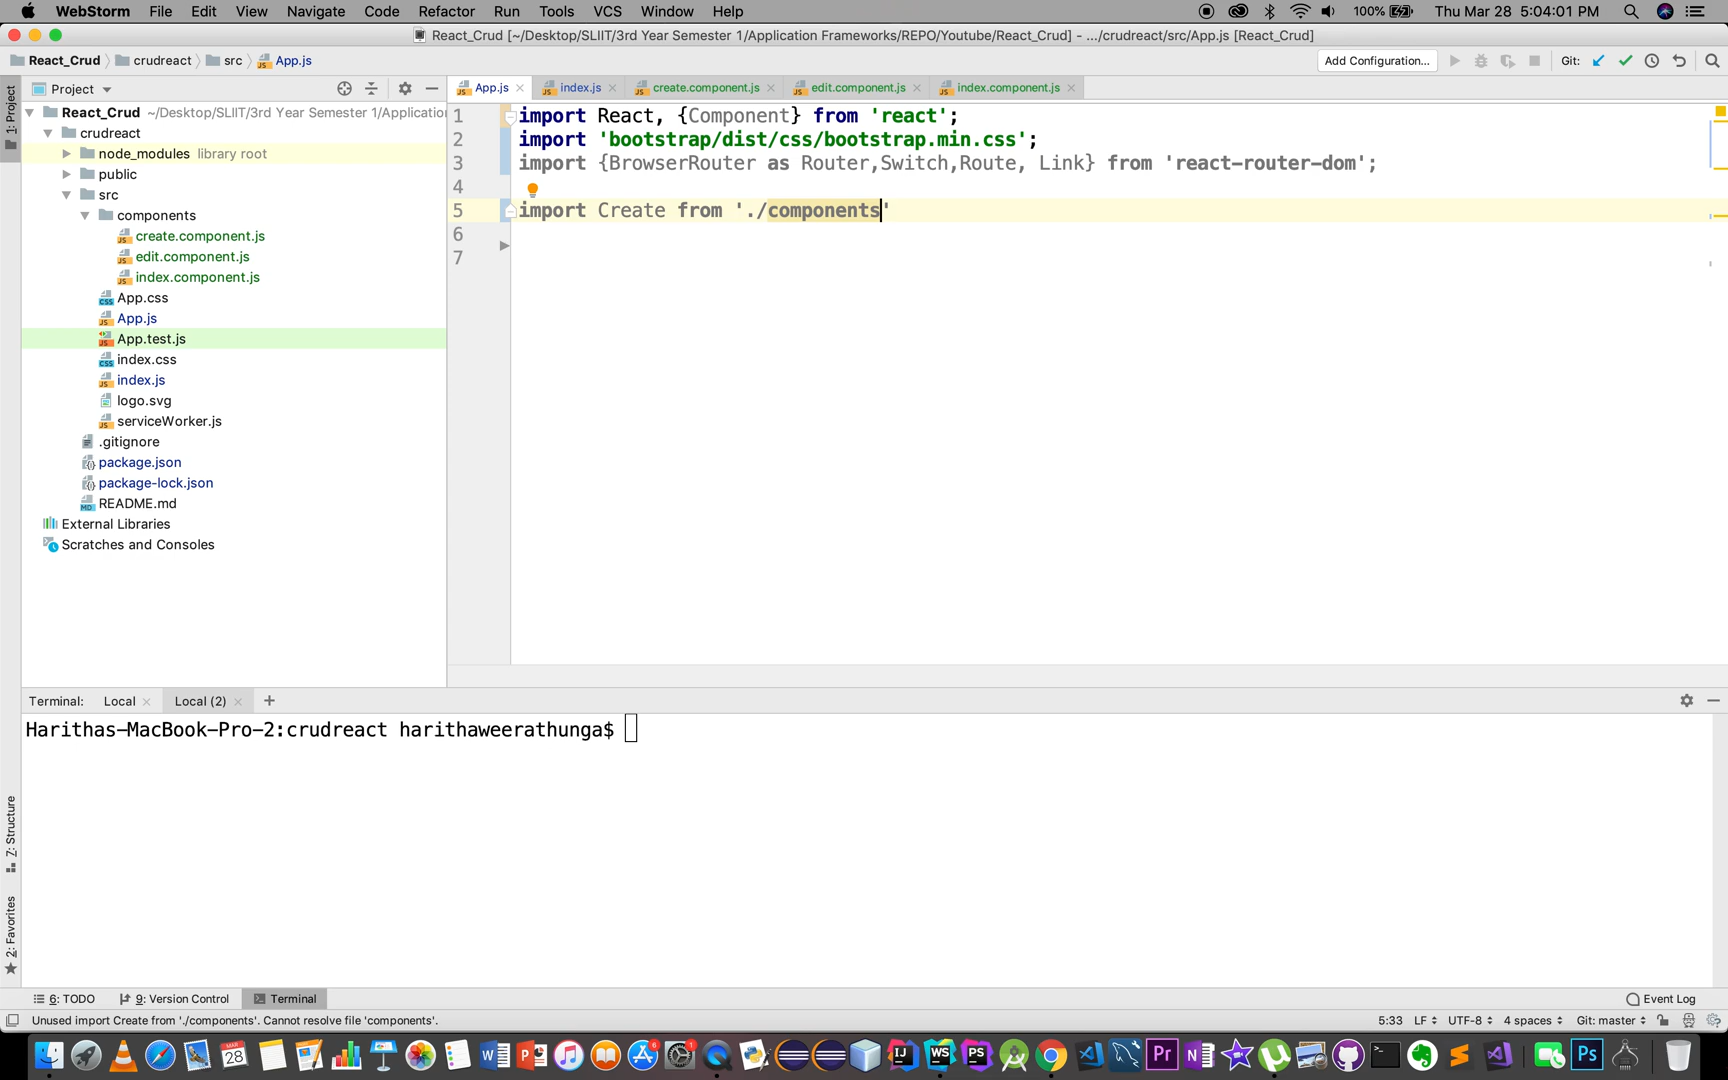 WebStorm File Edit View Navigate Code Refactor Run Tools VCS Window Help 100% Thu Mar 28 5:04:01 PM
React_Crud [~/Desktop/SLIIT/3rd Year Semester 1/Application Frameworks/REPO/Youtube/React_Crud] - .../crudreact/src/App.js [React_Crud]
React_Crud crudreact src App.js Add Configuration... Git:
Project App.js index.js create.component.js edit.component.js index.component.js
React_Crud ~/Desktop/SLIIT/3rd Year Semester 1/Applicatio
crudreact
node_modules library root
public
src
components
create.component.js
edit.component.js
index.component.js
App.css
App.js
App.test.js
index.css
index.js
logo.svg
serviceWorker.js
.gitignore
package.json
package-lock.json
README.md
External Libraries
Scratches and Consoles
1: Project
Z: Structure
2: Favorites
1 import React, {Component} from 'react';
2 import 'bootstrap/dist/css/bootstrap.min.css';
3 import {BrowserRouter as Router,Switch,Route, Link} from 'react-router-dom';
4
5 import Create from './components'
6
7
Terminal: Local Local (2) +
Harithas-MacBook-Pro-2:crudreact harithaweerathunga$
6: TODO 9: Version Control Terminal Event Log
Unused import Create from './components'. Cannot resolve file 'components'. 5:33 LF UTF-8 4 spaces Git: master